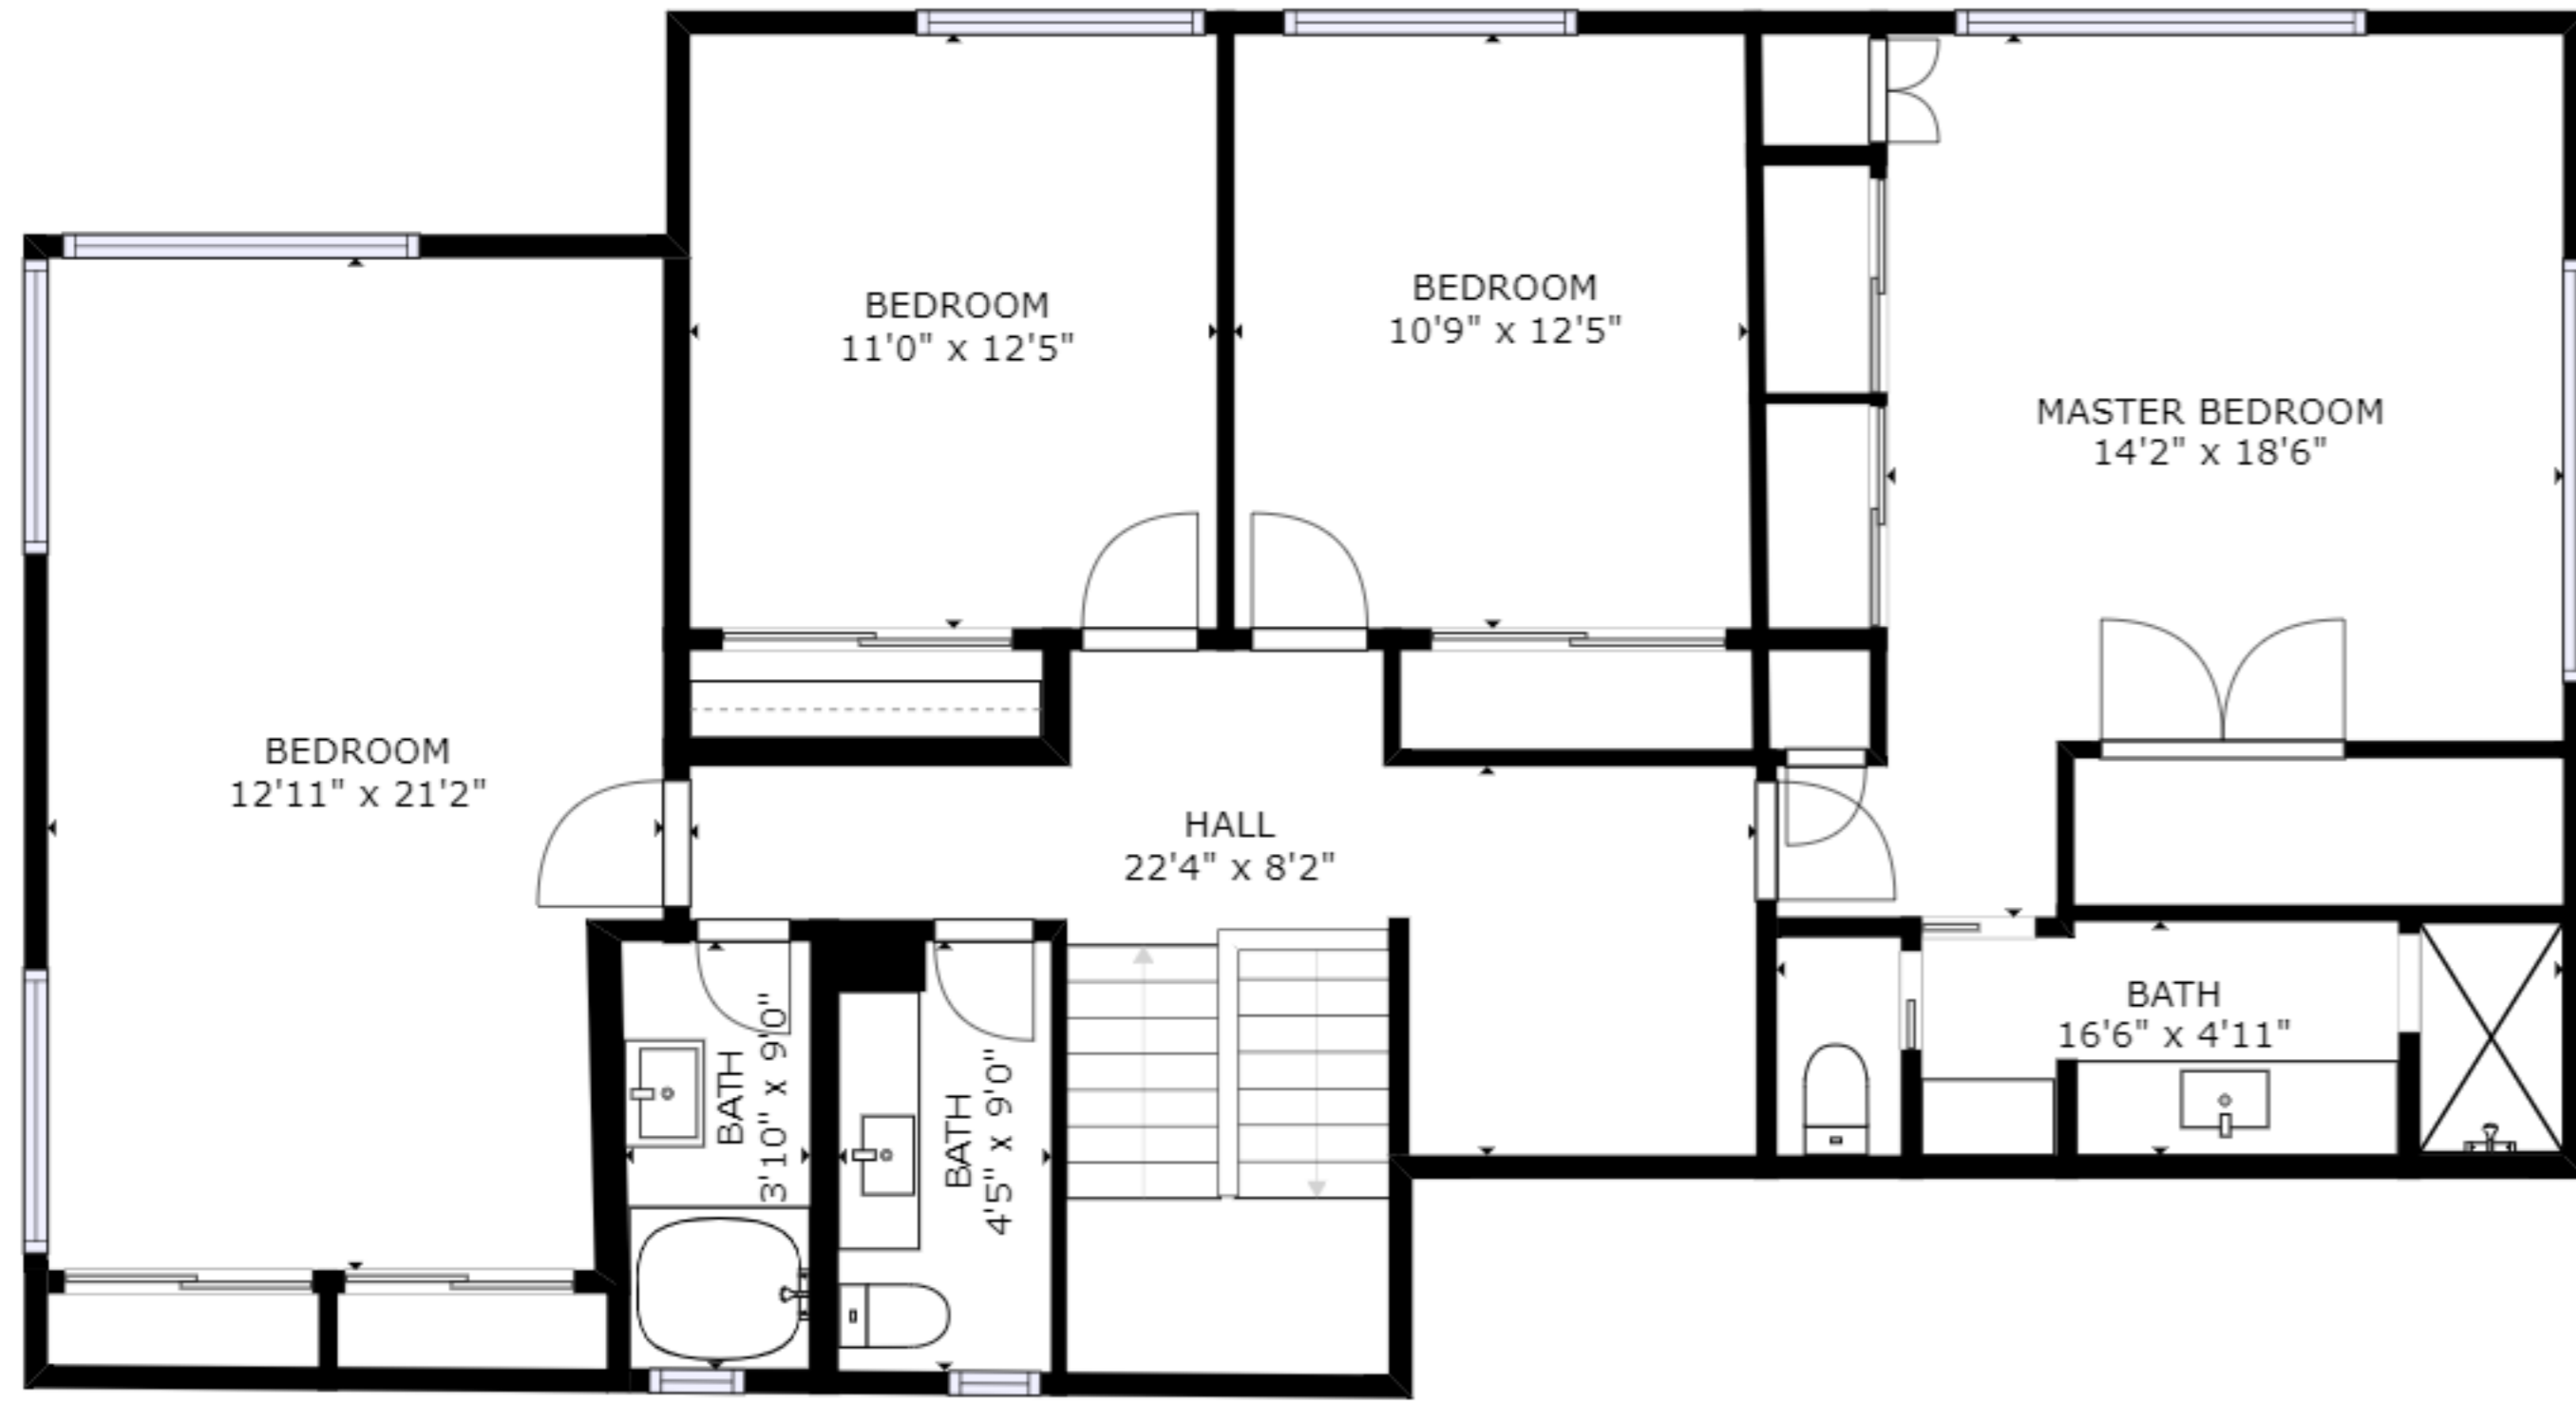 BEDROOM
11'0" x 12'5"
BEDROOM
10'9" x 12'5"
MASTER BEDROOM
14'2" x 18'6"
BEDROOM
12'11" x 21'2"
HALL
22'4" x 8'2"
BATH
3'10" x 9'0"
BATH
4'5" x 9'0"
BATH
16'6" x 4'11"